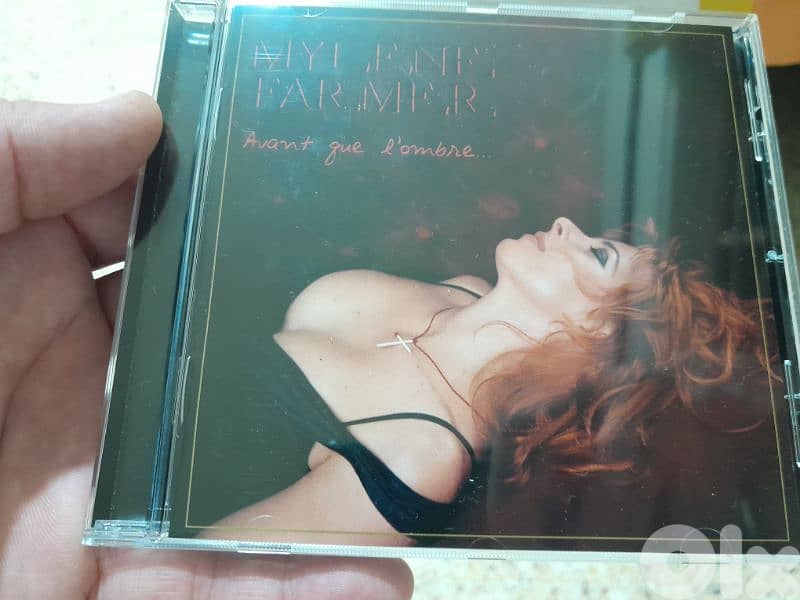 MYLENE
FARMER
Avant que l'ombre...
olx